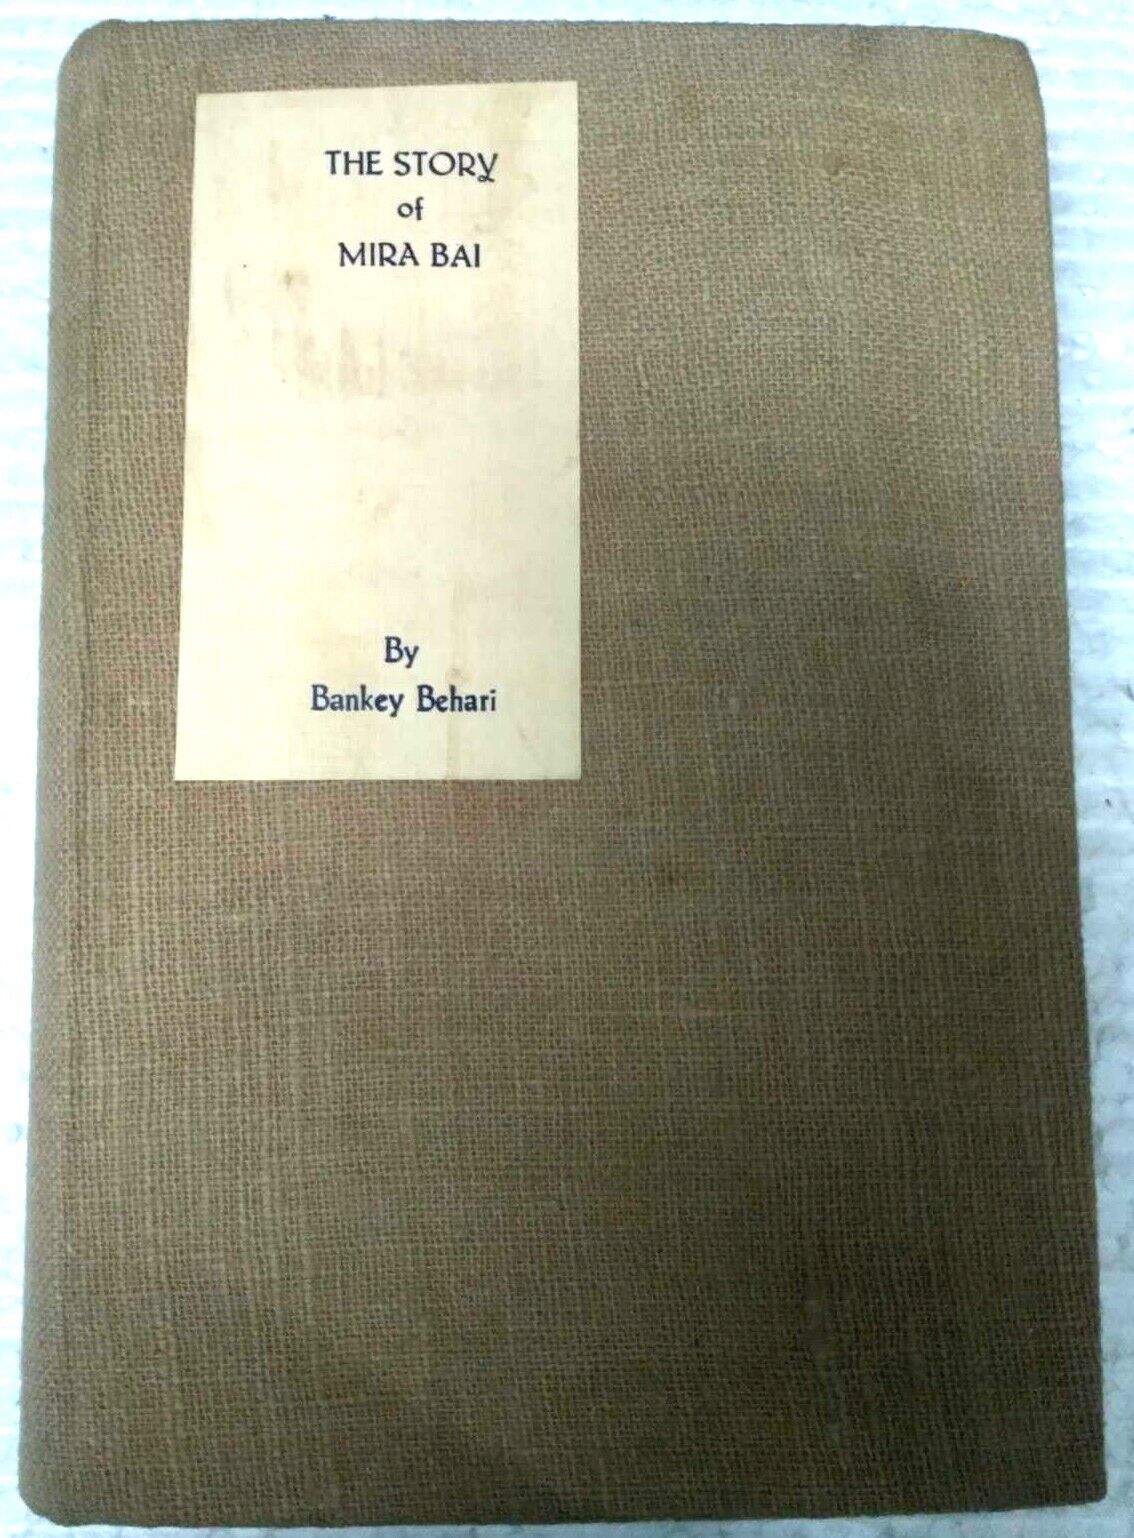 THE STORY
of
MIRA BAI
By
Bankey Behari